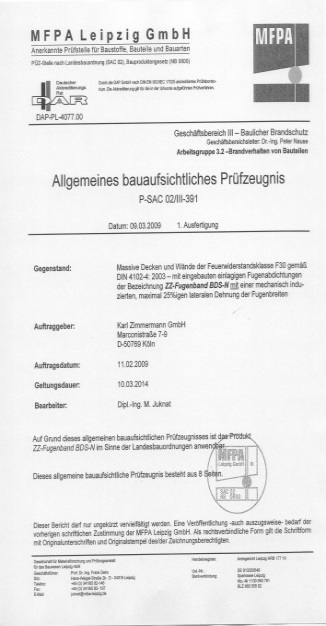 MFPA Leipzig GmbH
Anerkannte Prüfstelle für Baustoffe, Bauteile und Bauarten
PÜZ-Stelle nach Landesbauordnung (SAC 02), Bauproduktengesetz (NB 0800)
MFPA
Deutscher
Akkreditierungs
Rat
DAR
DAP-PL-4077.00
Geschäftsbereich III – Baulicher Brandschutz
Geschäftsbereichsleiter: Dr.-Ing. Peter Nause
Arbeitsgruppe 3.2 –Brandverhalten von Bauteilen
Allgemeines bauaufsichtliches Prüfzeugnis
P-SAC 02/III-391
Datum: 09.03.2009 1. Ausfertigung
Gegenstand: Massive Decken und Wände der Feuerwiderstandsklasse F30 gemäß
DIN 4102-4: 2003 – mit eingebauten einlagigen Fugenabdichtungen
der Bezeichnung ZZ-Fugenband BDS-N mit einer mechanisch indu-
zierten, maximal 25%igen lateralen Dehnung der Fugenbreiten
Auftraggeber: Karl Zimmermann GmbH
Marconistraße 7-9
D-50769 Köln
Auftragsdatum: 11.02.2009
Geltungsdauer: 10.03.2014
Bearbeiter: Dipl.-Ing. M. Juknat
Auf Grund dieses allgemeinen bauaufsichtlichen Prüfzeugnisses ist das Produkt
ZZ-Fugenband BDS-N im Sinne der Landesbauordnungen anwendbar.
Dieses allgemeine bauaufsichtliche Prüfzeugnis besteht aus 8 Seiten.
MFPA
Leipzig GmbH
Dieser Bericht darf nur ungekürzt vervielfältigt werden. Eine Veröffentlichung -auch auszugsweise- bedarf der
vorherigen schriftlichen Zustimmung der MFPA Leipzig GmbH. Als rechtsverbindliche Form gilt die Schriftform
mit Originalunterschriften und Originalstempel des/der Zeichnungsberechtigten.